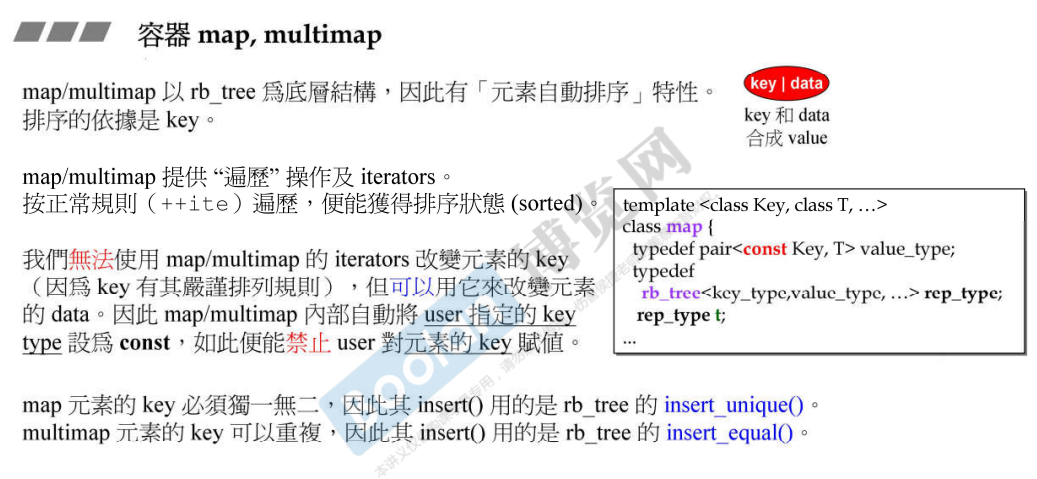 容器 map, multimap
map/multimap 以 rb_tree 為底層結構，因此有「元素自動排序」特性。
排序的依據是 key。
key | data
key 和 data
合成 value
map/multimap 提供 “遍歷” 操作及 iterators。
按正常規則（++ite）遍歷，便能獲得排序狀態 (sorted)。
我們無法使用 map/multimap 的 iterators 改變元素的 key
（因為 key 有其嚴謹排列規則），但可以用它來改變元素
的 data。因此 map/multimap 內部自動將 user 指定的 key
type 設為 const，如此便能禁止 user 對元素的 key 賦值。
template <class Key, class T, …>
class map {
typedef pair<const Key, T> value_type;
typedef
rb_tree<key_type,value_type, …> rep_type;
rep_type t;
...
map 元素的 key 必須獨一無二，因此其 insert() 用的是 rb_tree 的 insert_unique()。
multimap 元素的 key 可以重複，因此其 insert() 用的是 rb_tree 的 insert_equal()。
Boolan
博览网